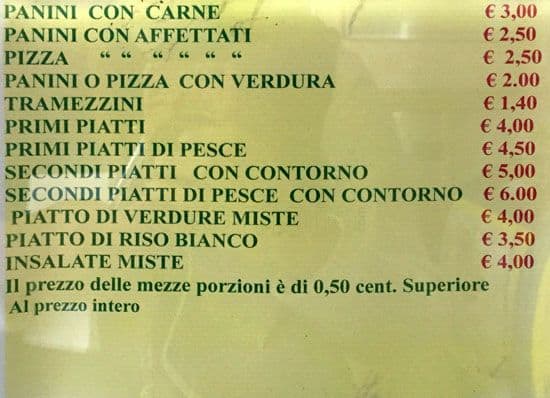 PANINI CON CARNE € 3,00
PANINI CON AFFETTATI € 2,50
PIZZA “ “ “ “ “ “ € 2,50
PANINI O PIZZA CON VERDURA € 2.00
TRAMEZZINI € 1,40
PRIMI PIATTI € 4,00
PRIMI PIATTI DI PESCE € 4,50
SECONDI PIATTI CON CONTORNO € 5,00
SECONDI PIATTI DI PESCE CON CONTORNO € 6.00
PIATTO DI VERDURE MISTE € 4,00
PIATTO DI RISO BIANCO € 3,50
INSALATE MISTE € 4,00
Il prezzo delle mezze porzioni è di 0,50 cent. Superiore
Al prezzo intero